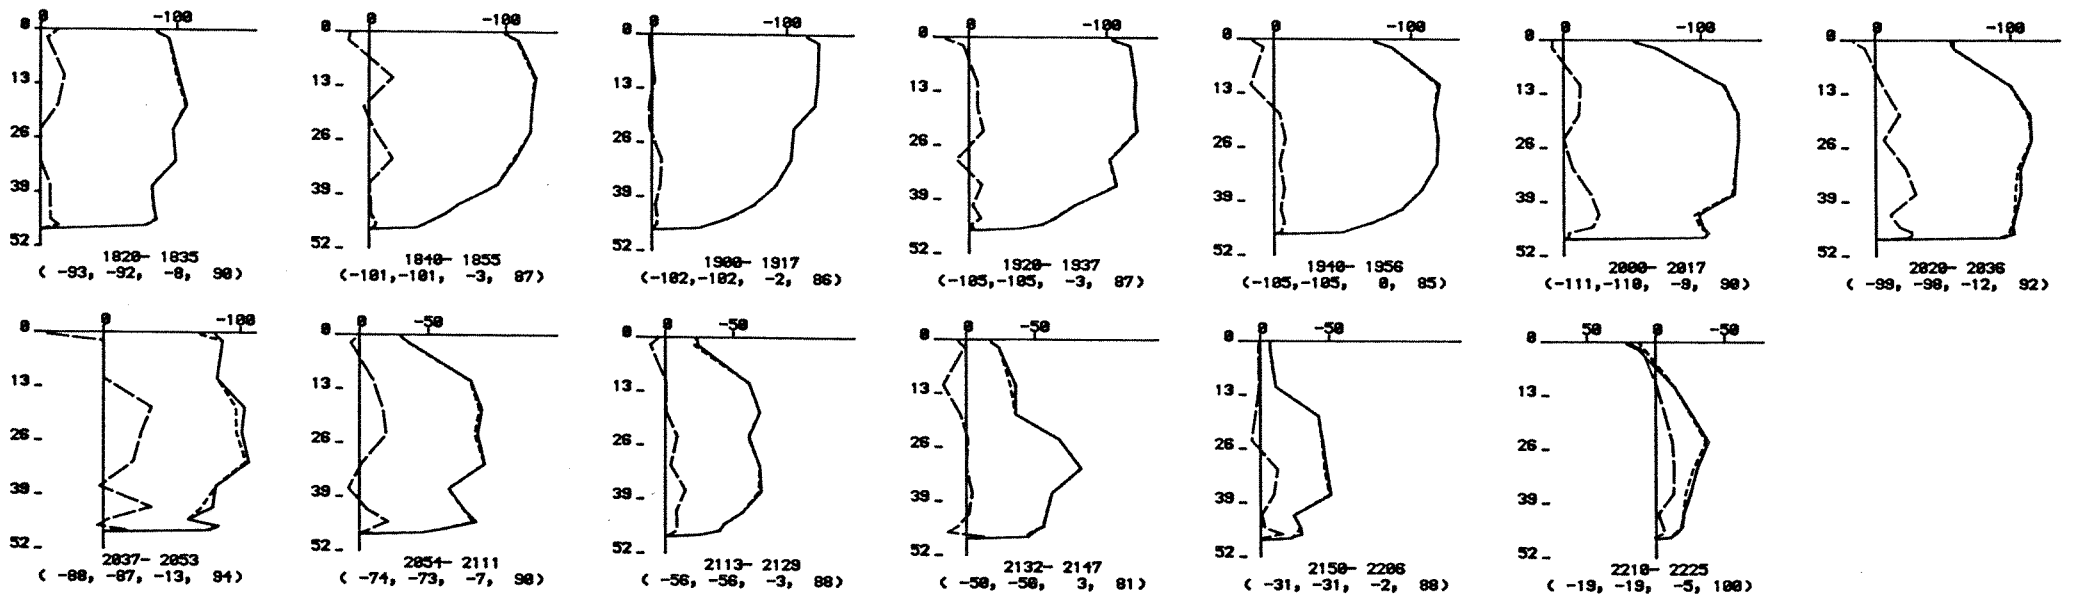 0 -100 0 -100 0 -100 0 -100 0 -100 0 -100 0 -100
0 0 0 0 0 0 0
13 13 13 13 13 13 13
26 26 26 26 26 26 26
39 39 39 39 39 39 39
52 52 52 52 52 52 52
1820- 1835 1840- 1855 1900- 1917 1920- 1937 1940- 1956 2000- 2017 2020- 2036
( -93, -92, -8, 90) (-101,-101, -3, 87) (-102,-102, -2, 86) (-105,-105, -3, 87) (-105,-105, 0, 85) (-111,-110, -9, 90) ( -99, -98, -12, 92)
0 -100 0 -50 0 -50 0 -50 0 -50 50 0 -50
0 0 0 0 0 0
13 13 13 13 13 13
26 26 26 26 26 26
39 39 39 39 39 39
52 52 52 52 52 52
2037- 2053 2054- 2111 2113- 2129 2132- 2147 2150- 2206 2210- 2225
( -88, -87, -13, 94) ( -74, -73, -7, 90) ( -56, -56, -3, 88) ( -50, -50, 3, 81) ( -31, -31, -2, 88) ( -19, -19, -5, 100)